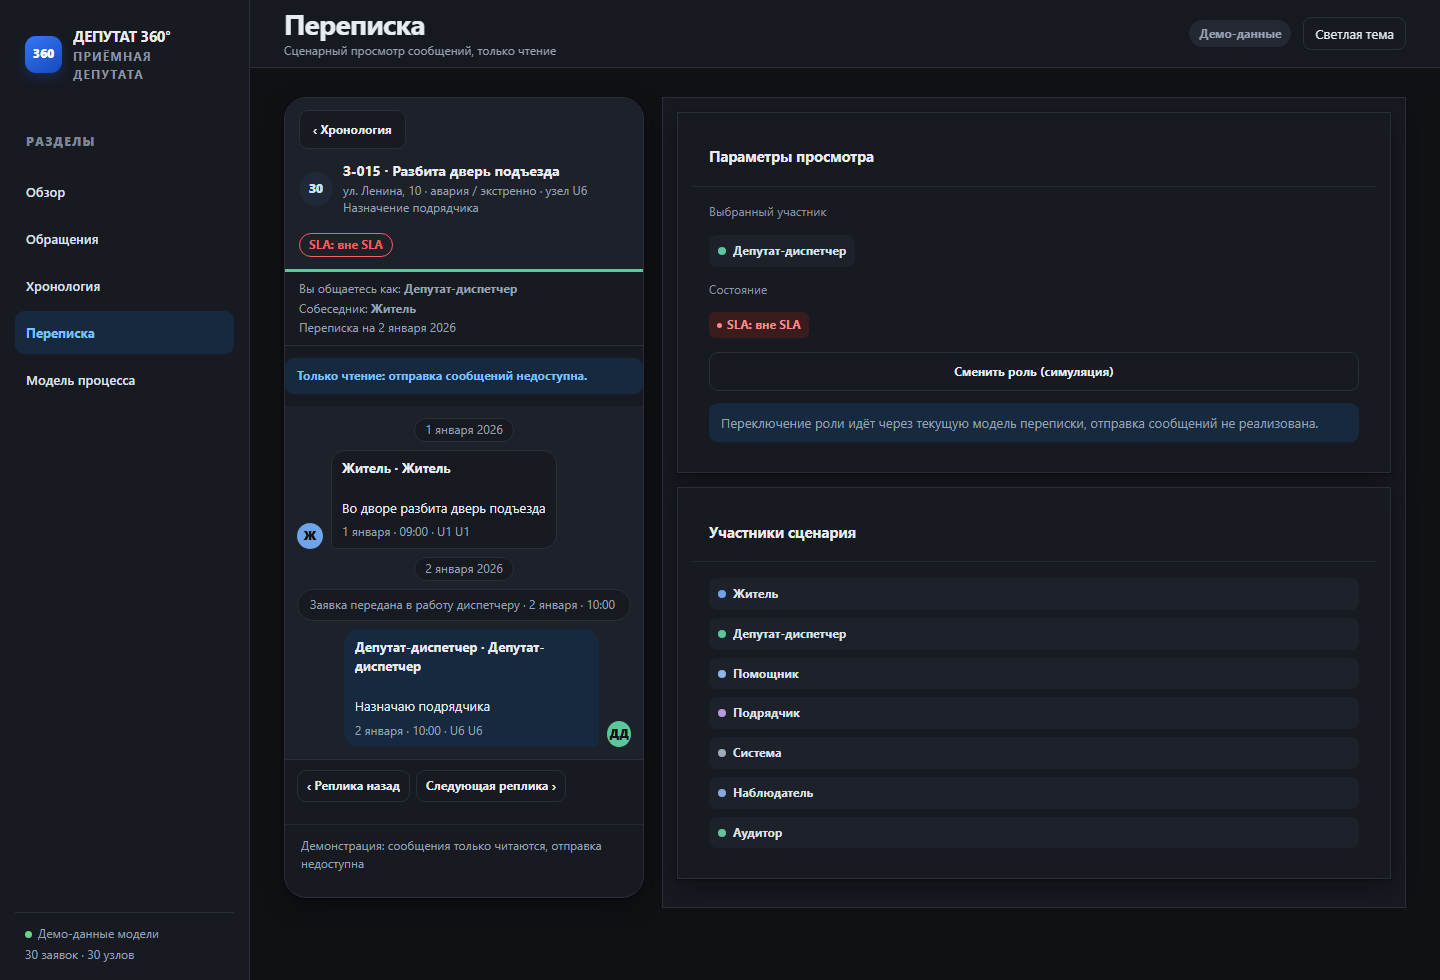 360
ДЕПУТАТ 360°
ПРИЁМНАЯ
ДЕПУТАТА
РАЗДЕЛЫ
Обзор
Обращения
Хронология
Переписка
Модель процесса
Демо-данные модели
30 заявок · 30 узлов
Переписка
Сценарный просмотр сообщений, только чтение
Демо-данные
Светлая тема
‹ Хронология
30
З-015 · Разбита дверь подъезда
ул. Ленина, 10 · авария / экстренно · узел U6
Назначение подрядчика
SLA: вне SLA
Вы общаетесь как: Депутат-диспетчер
Собеседник: Житель
Переписка на 2 января 2026
Только чтение: отправка сообщений недоступна.
1 января 2026
Житель · Житель
Во дворе разбита дверь подъезда
1 января · 09:00 · U1 U1
Ж
2 января 2026
Заявка передана в работу диспетчеру · 2 января · 10:00
Депутат-диспетчер · Депутат-
диспетчер
Назначаю подрядчика
2 января · 10:00 · U6 U6
ДД
‹ Реплика назад
Следующая реплика ›
Демонстрация: сообщения только читаются, отправка
недоступна
Параметры просмотра
Выбранный участник
Депутат-диспетчер
Состояние
SLA: вне SLA
Сменить роль (симуляция)
Переключение роли идёт через текущую модель переписки, отправка сообщений не реализована.
Участники сценария
Житель
Депутат-диспетчер
Помощник
Подрядчик
Система
Наблюдатель
Аудитор